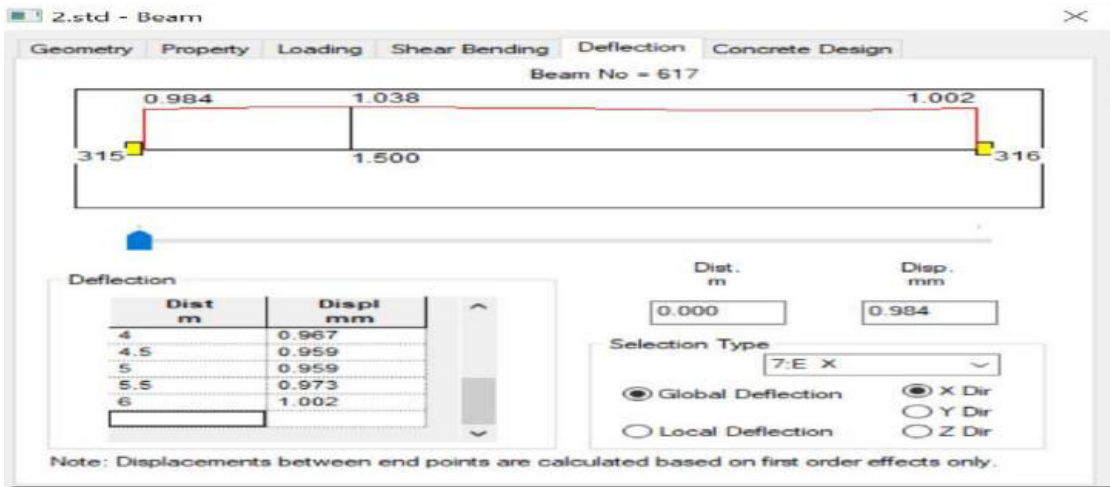 2.std - Beam
Geometry Property Loading Shear Bending Deflection Concrete Design
Beam No = 617
0.984 1.038 1.002
315 1.500 316
Deflection
Dist m Displ mm
4 0.967
4.5 0.959
5 0.959
5.5 0.973
6 1.002
Dist. m Disp. mm
0.000 0.984
Selection Type
7:E X
Global Deflection X Dir
Y Dir
Local Deflection Z Dir
Note: Displacements between end points are calculated based on first order effects only.